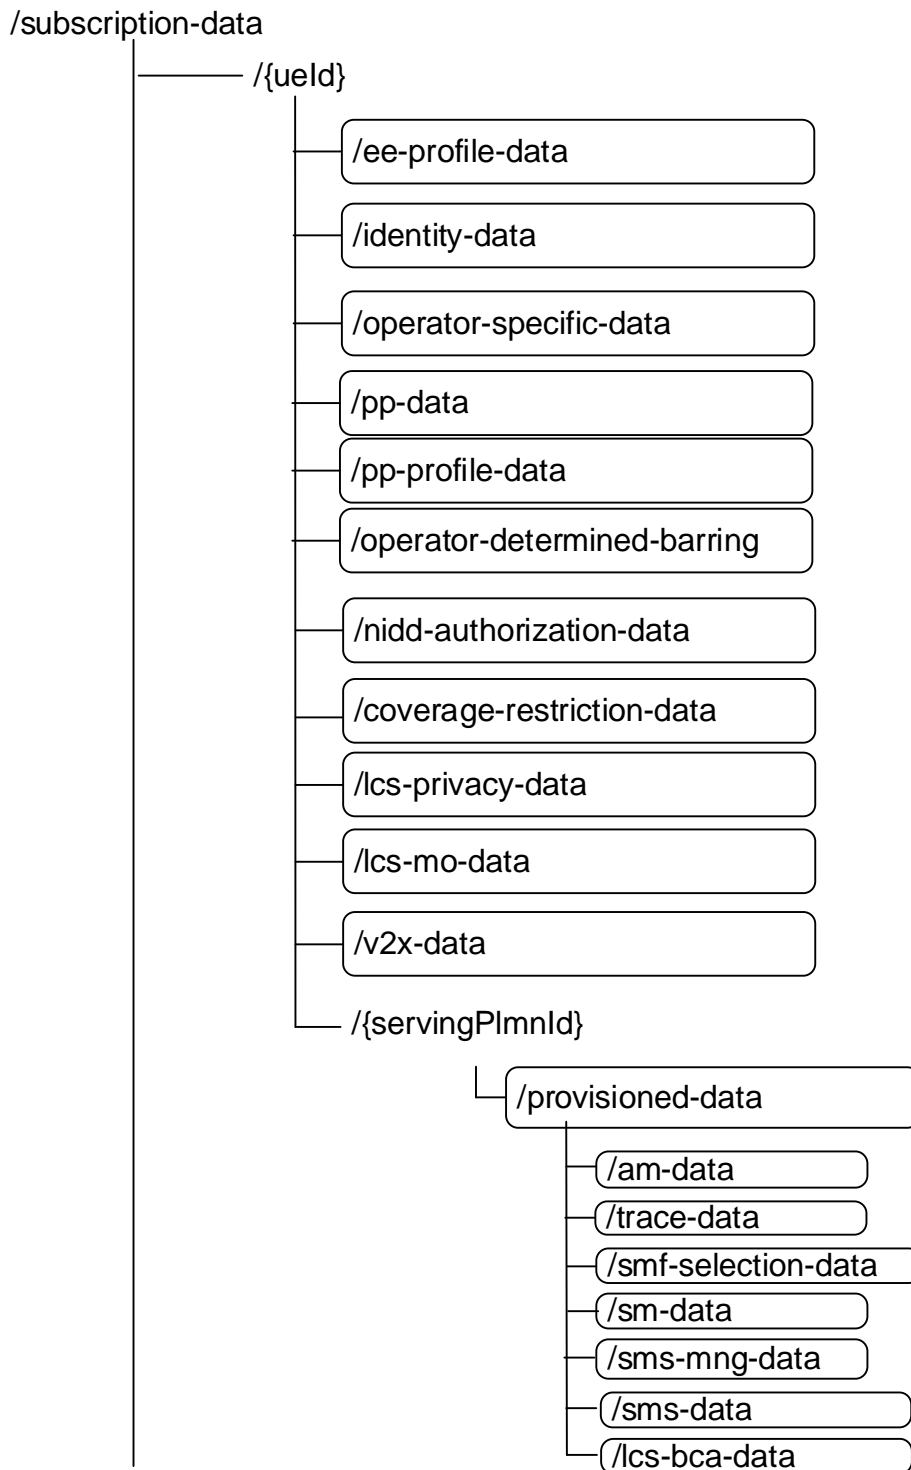 /subscription-data
/{ueId}
/ee-profile-data
/identity-data
/operator-specific-data
/pp-data
/pp-profile-data
/operator-determined-barring
/nidd-authorization-data
/coverage-restriction-data
/lcs-privacy-data
/lcs-mo-data
/v2x-data
/{servingPlmnId}
/provisioned-data
/am-data
/trace-data
/smf-selection-data
/sm-data
/sms-mng-data
/sms-data
/lcs-bca-data